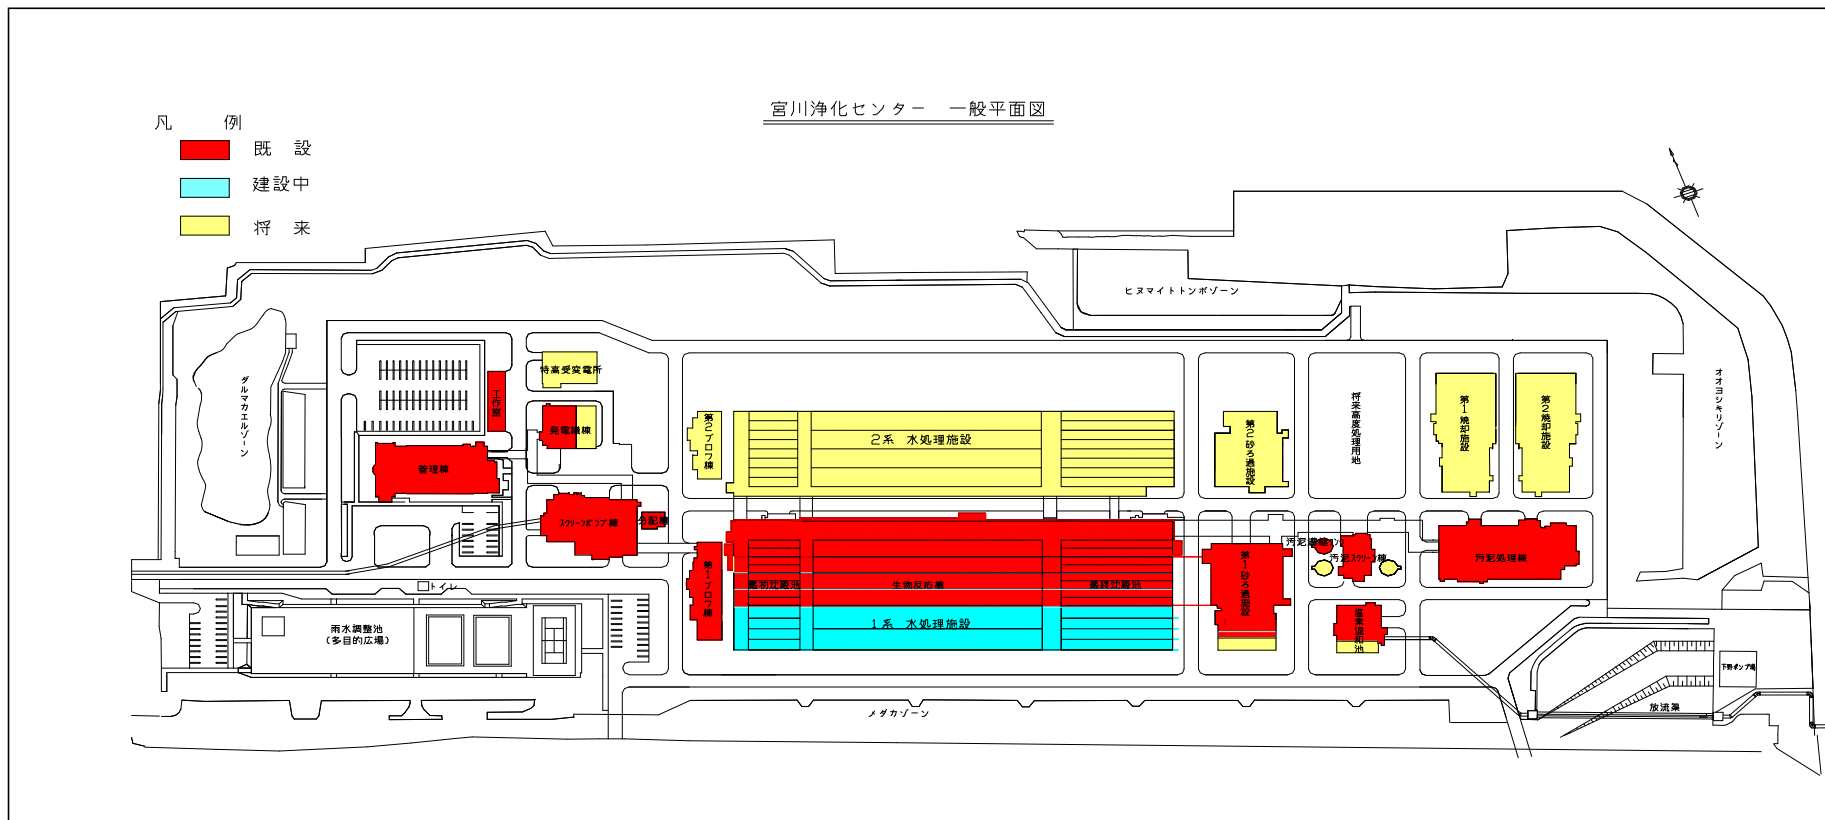 宮川浄化センター　一般平面図
凡　例
既　設
建設中
将　来
ヒヌマイトトンボゾーン
ダルマガエルゾーン
オオヨシキリゾーン
特高受変電所
工作室
発電機棟
管理棟
スクリーンポンプ棟
分配槽
第2ブロワ棟
2系　水処理施設
第2砂ろ過施設
将来高度処理用地
第1焼却施設
第2焼却施設
第1ブロワ棟
最初沈殿池
生物反応槽
最終沈殿池
1系　水処理施設
第1砂ろ過施設
汚泥スクリーン棟
汚泥処理棟
塩素混和池
トイレ
雨水調整池
(多目的広場)
メダカゾーン
下野ポンプ場
放流渠